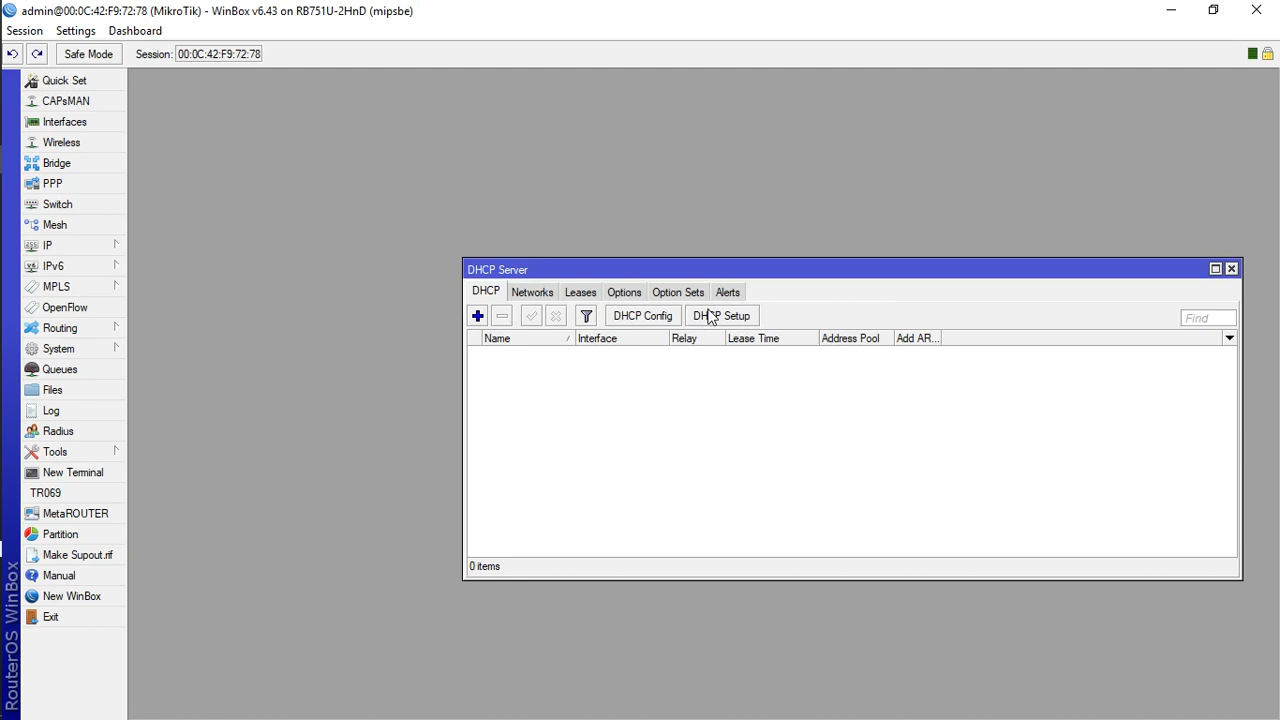 admin@00:0C:42:F9:72:78 (MikroTik) - WinBox v6.43 on RB751U-2HnD (mipsbe)
Session Settings Dashboard
Safe Mode Session: 00:0C:42:F9:72:78
Quick Set
CAPsMAN
Interfaces
Wireless
Bridge
PPP
Switch
Mesh
IP
IPv6
MPLS
OpenFlow
Routing
System
Queues
Files
Log
Radius
Tools
New Terminal
TR069
MetaROUTER
Partition
Make Supout.rif
Manual
New WinBox
Exit
RouterOS WinBox
DHCP Server
DHCP Networks Leases Options Option Sets Alerts
DHCP Config DHCP Setup Find
Name Interface Relay Lease Time Address Pool Add AR...
0 items